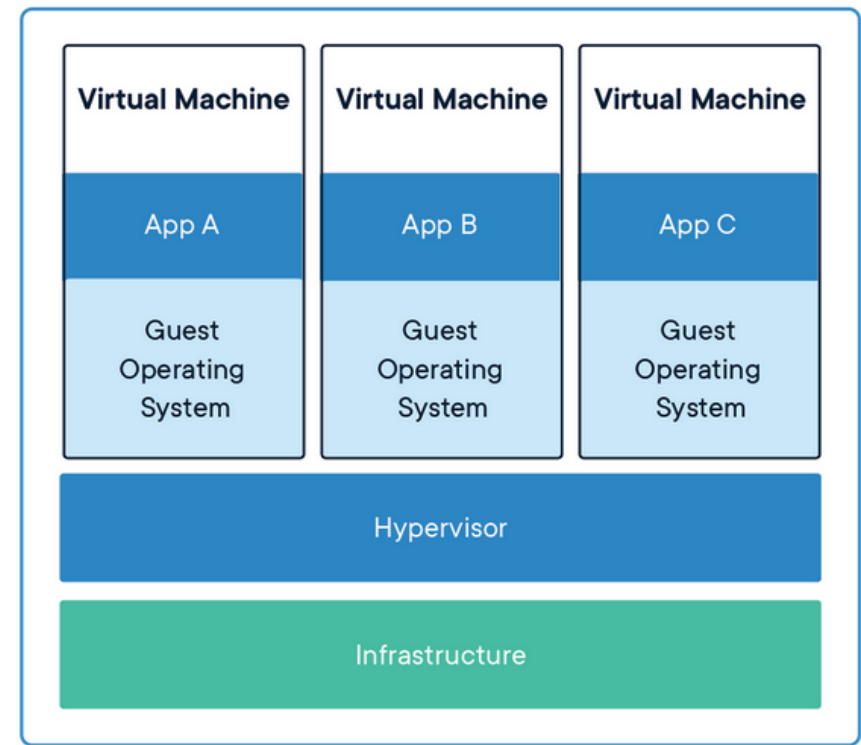 Virtual Machine
Virtual Machine
Virtual Machine
App A
App B
App C
Guest
Operating
System
Guest
Operating
System
Guest
Operating
System
Hypervisor
Infrastructure